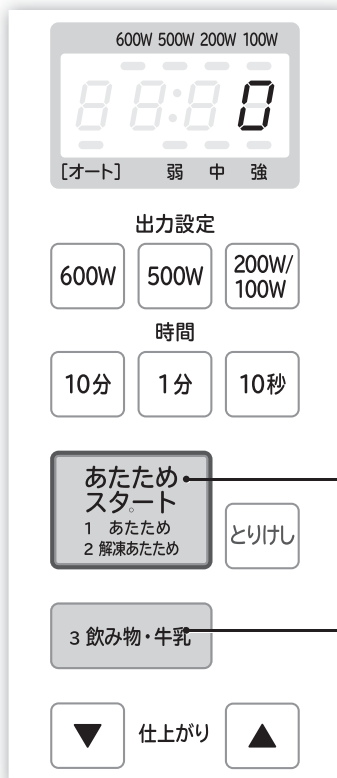 600W 500W 200W 100W
0
[オート] 弱 中 強
出力設定
600W 500W 200W/
100W
時間
10分 1分 10秒
あたため
スタート
1 あたため
2 解凍あたため
とりけし
3 飲み物・牛乳
▼ 仕上がり ▲